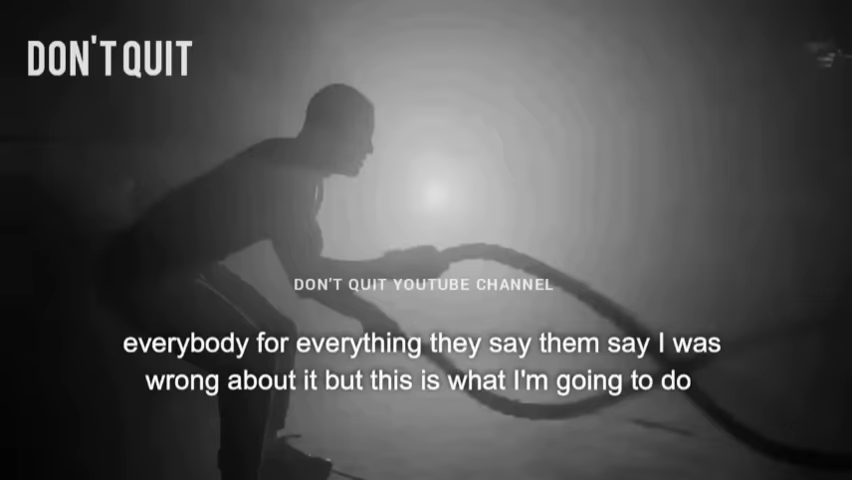 DON'T QUIT
DON'T QUIT YOUTUBE CHANNEL
everybody for everything they say them say I was
wrong about it but this is what I'm going to do